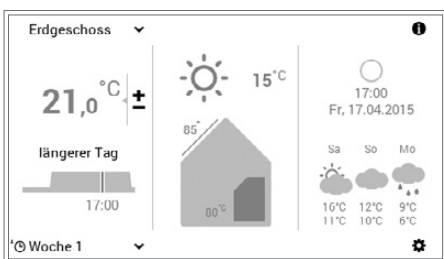 Erdgeschoss
21,0 °C ±
längerer Tag
17:00
Woche 1
15°C
85°
00°C
17:00
Fr, 17.04.2015
Sa So Mo
16°C 12°C 9°C
11°C 10°C 6°C